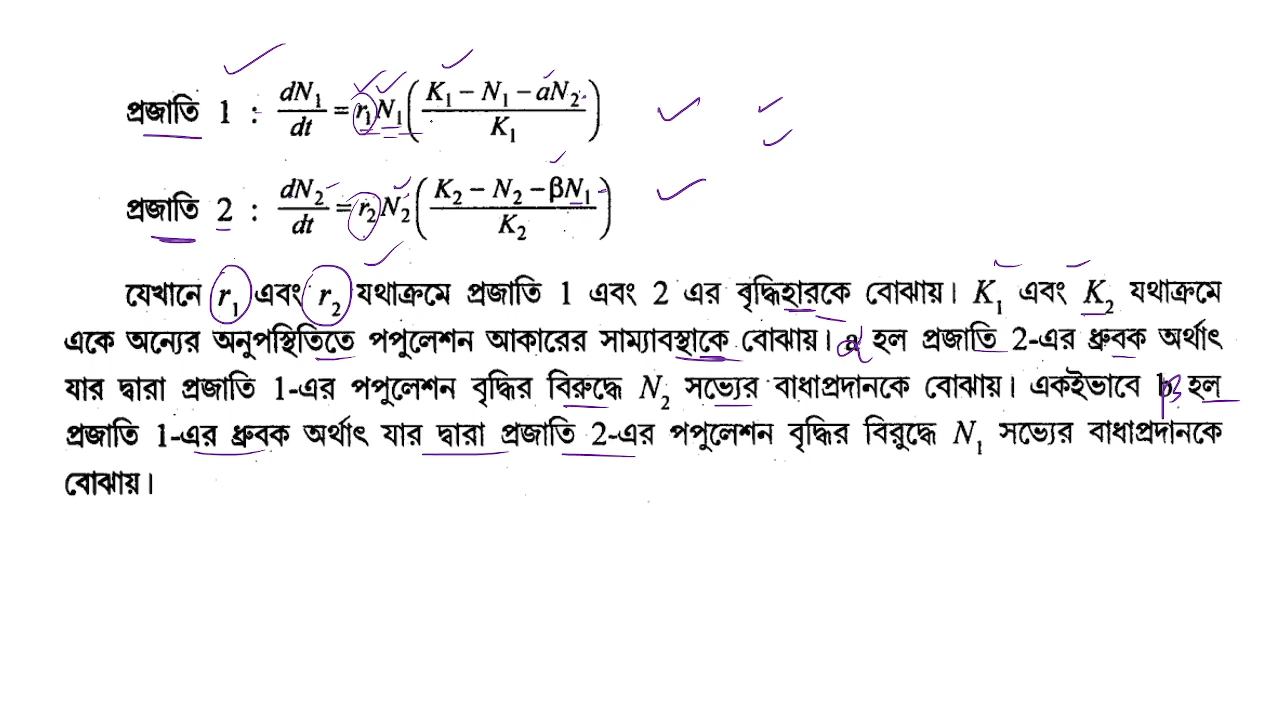 প্রজাতি 1 : dN₁/dt = r₁N₁((K₁ − N₁ − aN₂)/K₁)
প্রজাতি 2 : dN₂/dt = r₂N₂((K₂ − N₂ − βN₁)/K₂)
যেখানে r₁ এবং r₂ যথাক্রমে প্রজাতি 1 এবং 2 এর বৃদ্ধিহারকে বোঝায়। K₁ এবং K₂ যথাক্রমে
একে অন্যের অনুপস্থিতিতে পপুলেশন আকারের সাম্যাবস্থাকে বোঝায়। α হল প্রজাতি 2-এর ধ্রুবক অর্থাৎ
যার দ্বারা প্রজাতি 1-এর পপুলেশন বৃদ্ধির বিরুদ্ধে N₂ সভ্যের বাধাপ্রদানকে বোঝায়। একইভাবে β হল
প্রজাতি 1-এর ধ্রুবক অর্থাৎ যার দ্বারা প্রজাতি 2-এর পপুলেশন বৃদ্ধির বিরুদ্ধে N₁ সভ্যের বাধাপ্রদানকে
বোঝায়।